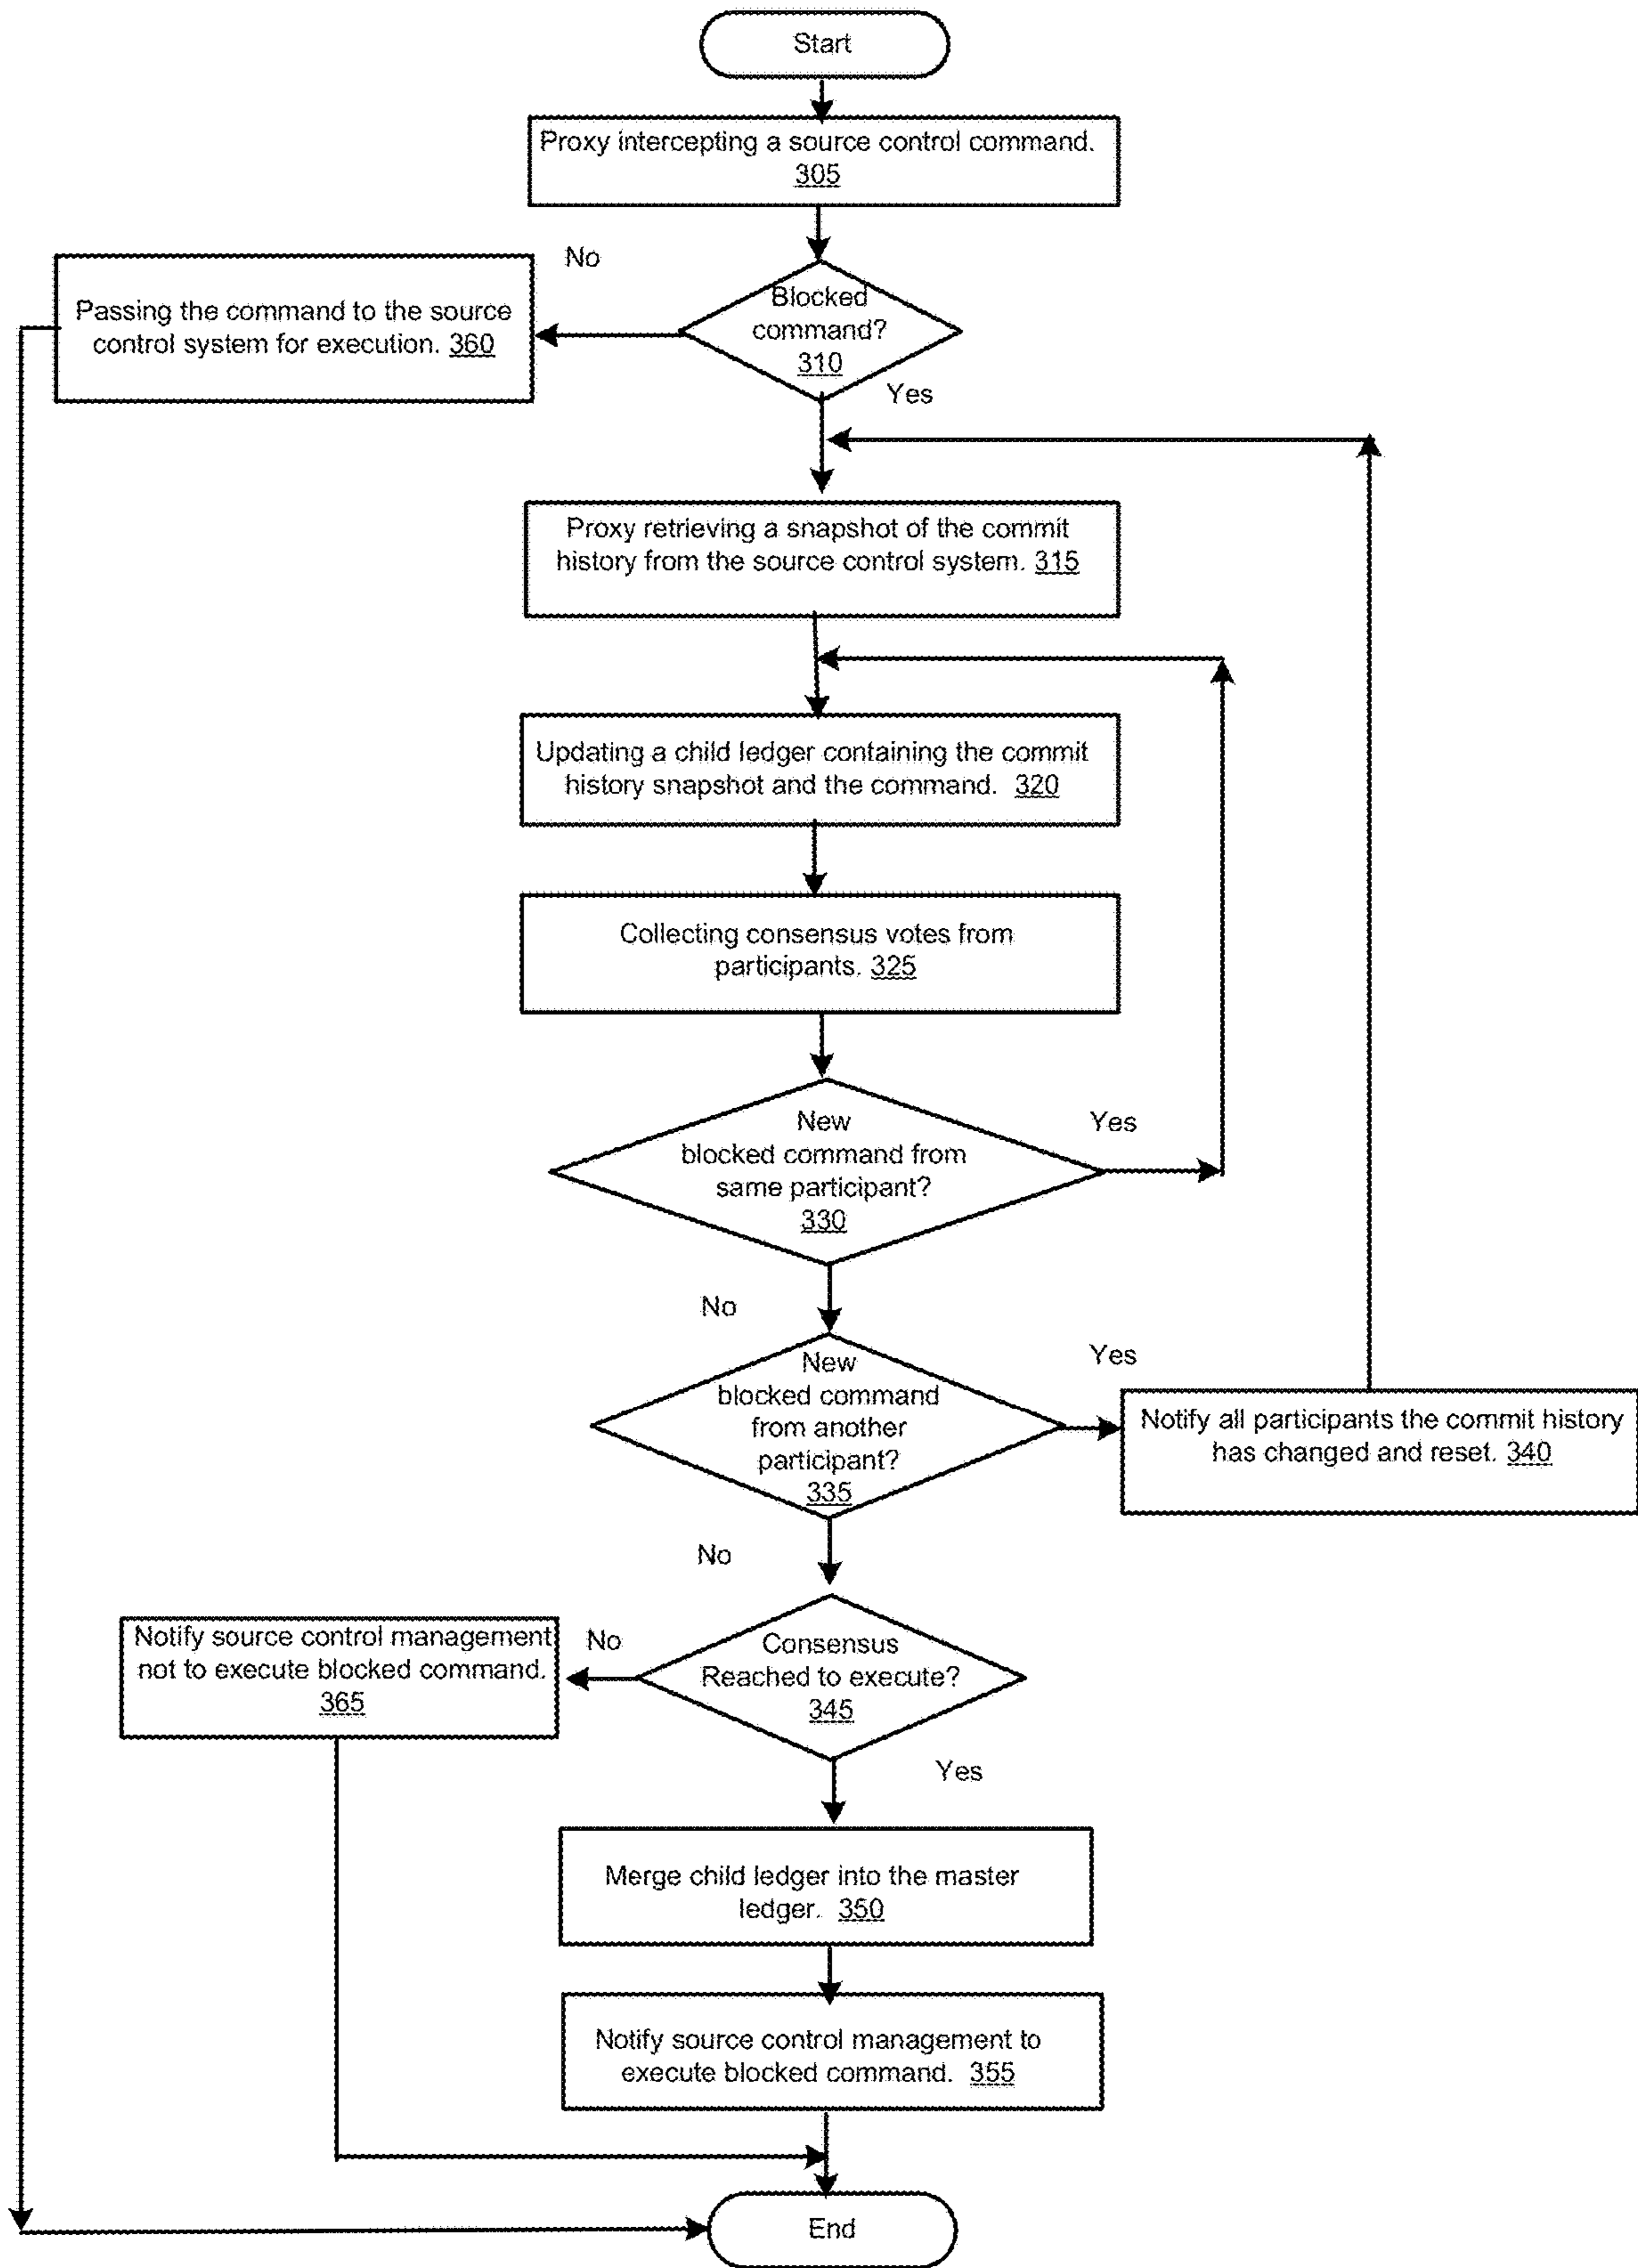 Start
Proxy intercepting a source control command.
305
No
Passing the command to the source
control system for execution. 360
Blocked
command?
310
Yes
Proxy retrieving a snapshot of the commit
history from the source control system. 315
Updating a child ledger containing the commit
history snapshot and the command. 320
Collecting consensus votes from
participants. 325
New
blocked command from
same participant?
330
Yes
No
New
blocked command
from another
participant?
335
Yes
Notify all participants the commit history
has changed and reset. 340
No
Notify source control management
not to execute blocked command.
365
No
Consensus
Reached to execute?
345
Yes
Merge child ledger into the master
ledger. 350
Notify source control management to
execute blocked command. 355
End